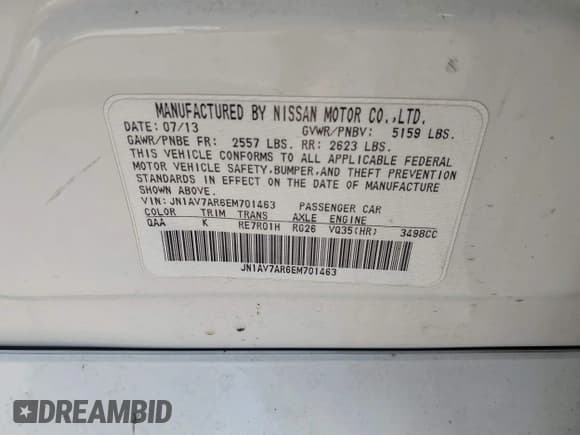 MANUFACTURED BY NISSAN MOTOR CO.,LTD.
DATE: 07/13 GVWR/PNBV: 5159 LBS.
GAWR/PNBE FR: 2557 LBS. RR: 2623 LBS.
THIS VEHICLE CONFORMS TO ALL APPLICABLE FEDERAL
MOTOR VEHICLE SAFETY,BUMPER,AND THEFT PREVENTION
STANDARDS IN EFFECT ON THE DATE OF MANUFACTURE
SHOWN ABOVE.
VIN: JN1AV7AR6EM701463 PASSENGER CAR
COLOR TRIM TRANS AXLE ENGINE
QAA K RE7R01H RG26 VQ35(HR) 3498CC
JN1AV7AR6EM701463
DREAMBID